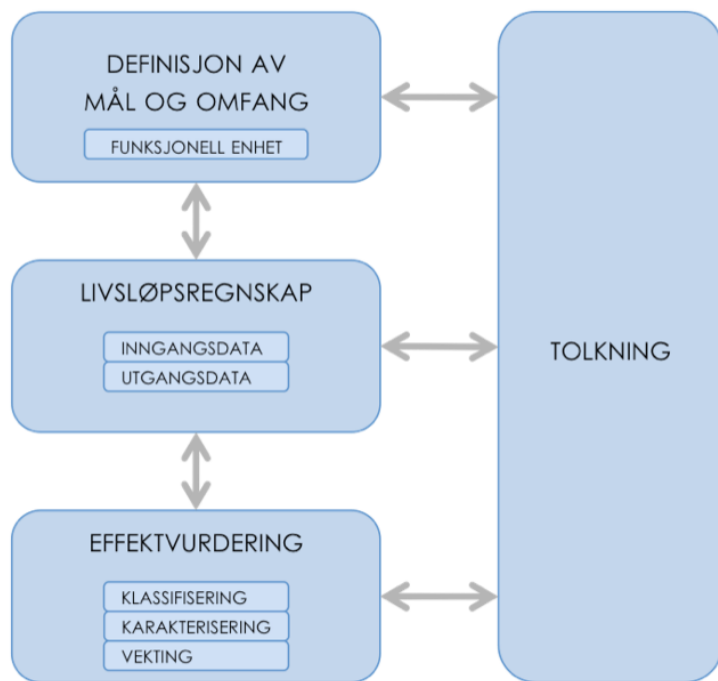 DEFINISJON AV
MÅL OG OMFANG
FUNKSJONELL ENHET
LIVSLØPSREGNSKAP
INNGANGSDATA
UTGANGSDATA
EFFEKTVURDERING
KLASSIFISERING
KARAKTERISERING
VEKTING
TOLKNING